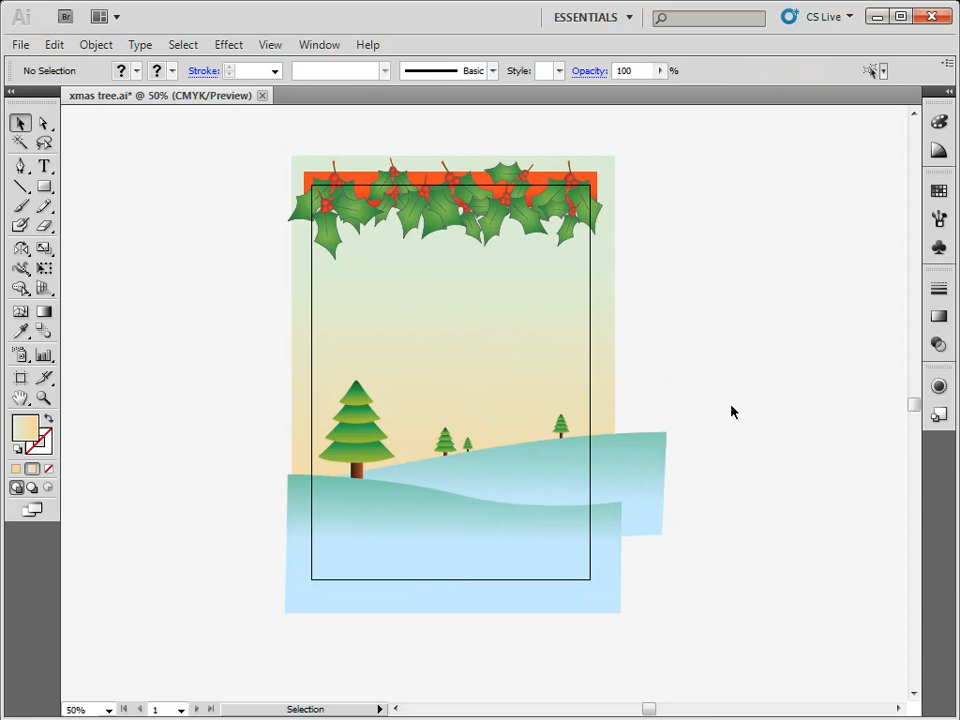 Ai Br ESSENTIALS CS Live
File Edit Object Type Select Effect View Window Help
No Selection ? ? Stroke: Basic Style: Opacity: 100 %
xmas tree.ai* @ 50% (CMYK/Preview)
T
50% 1 Selection